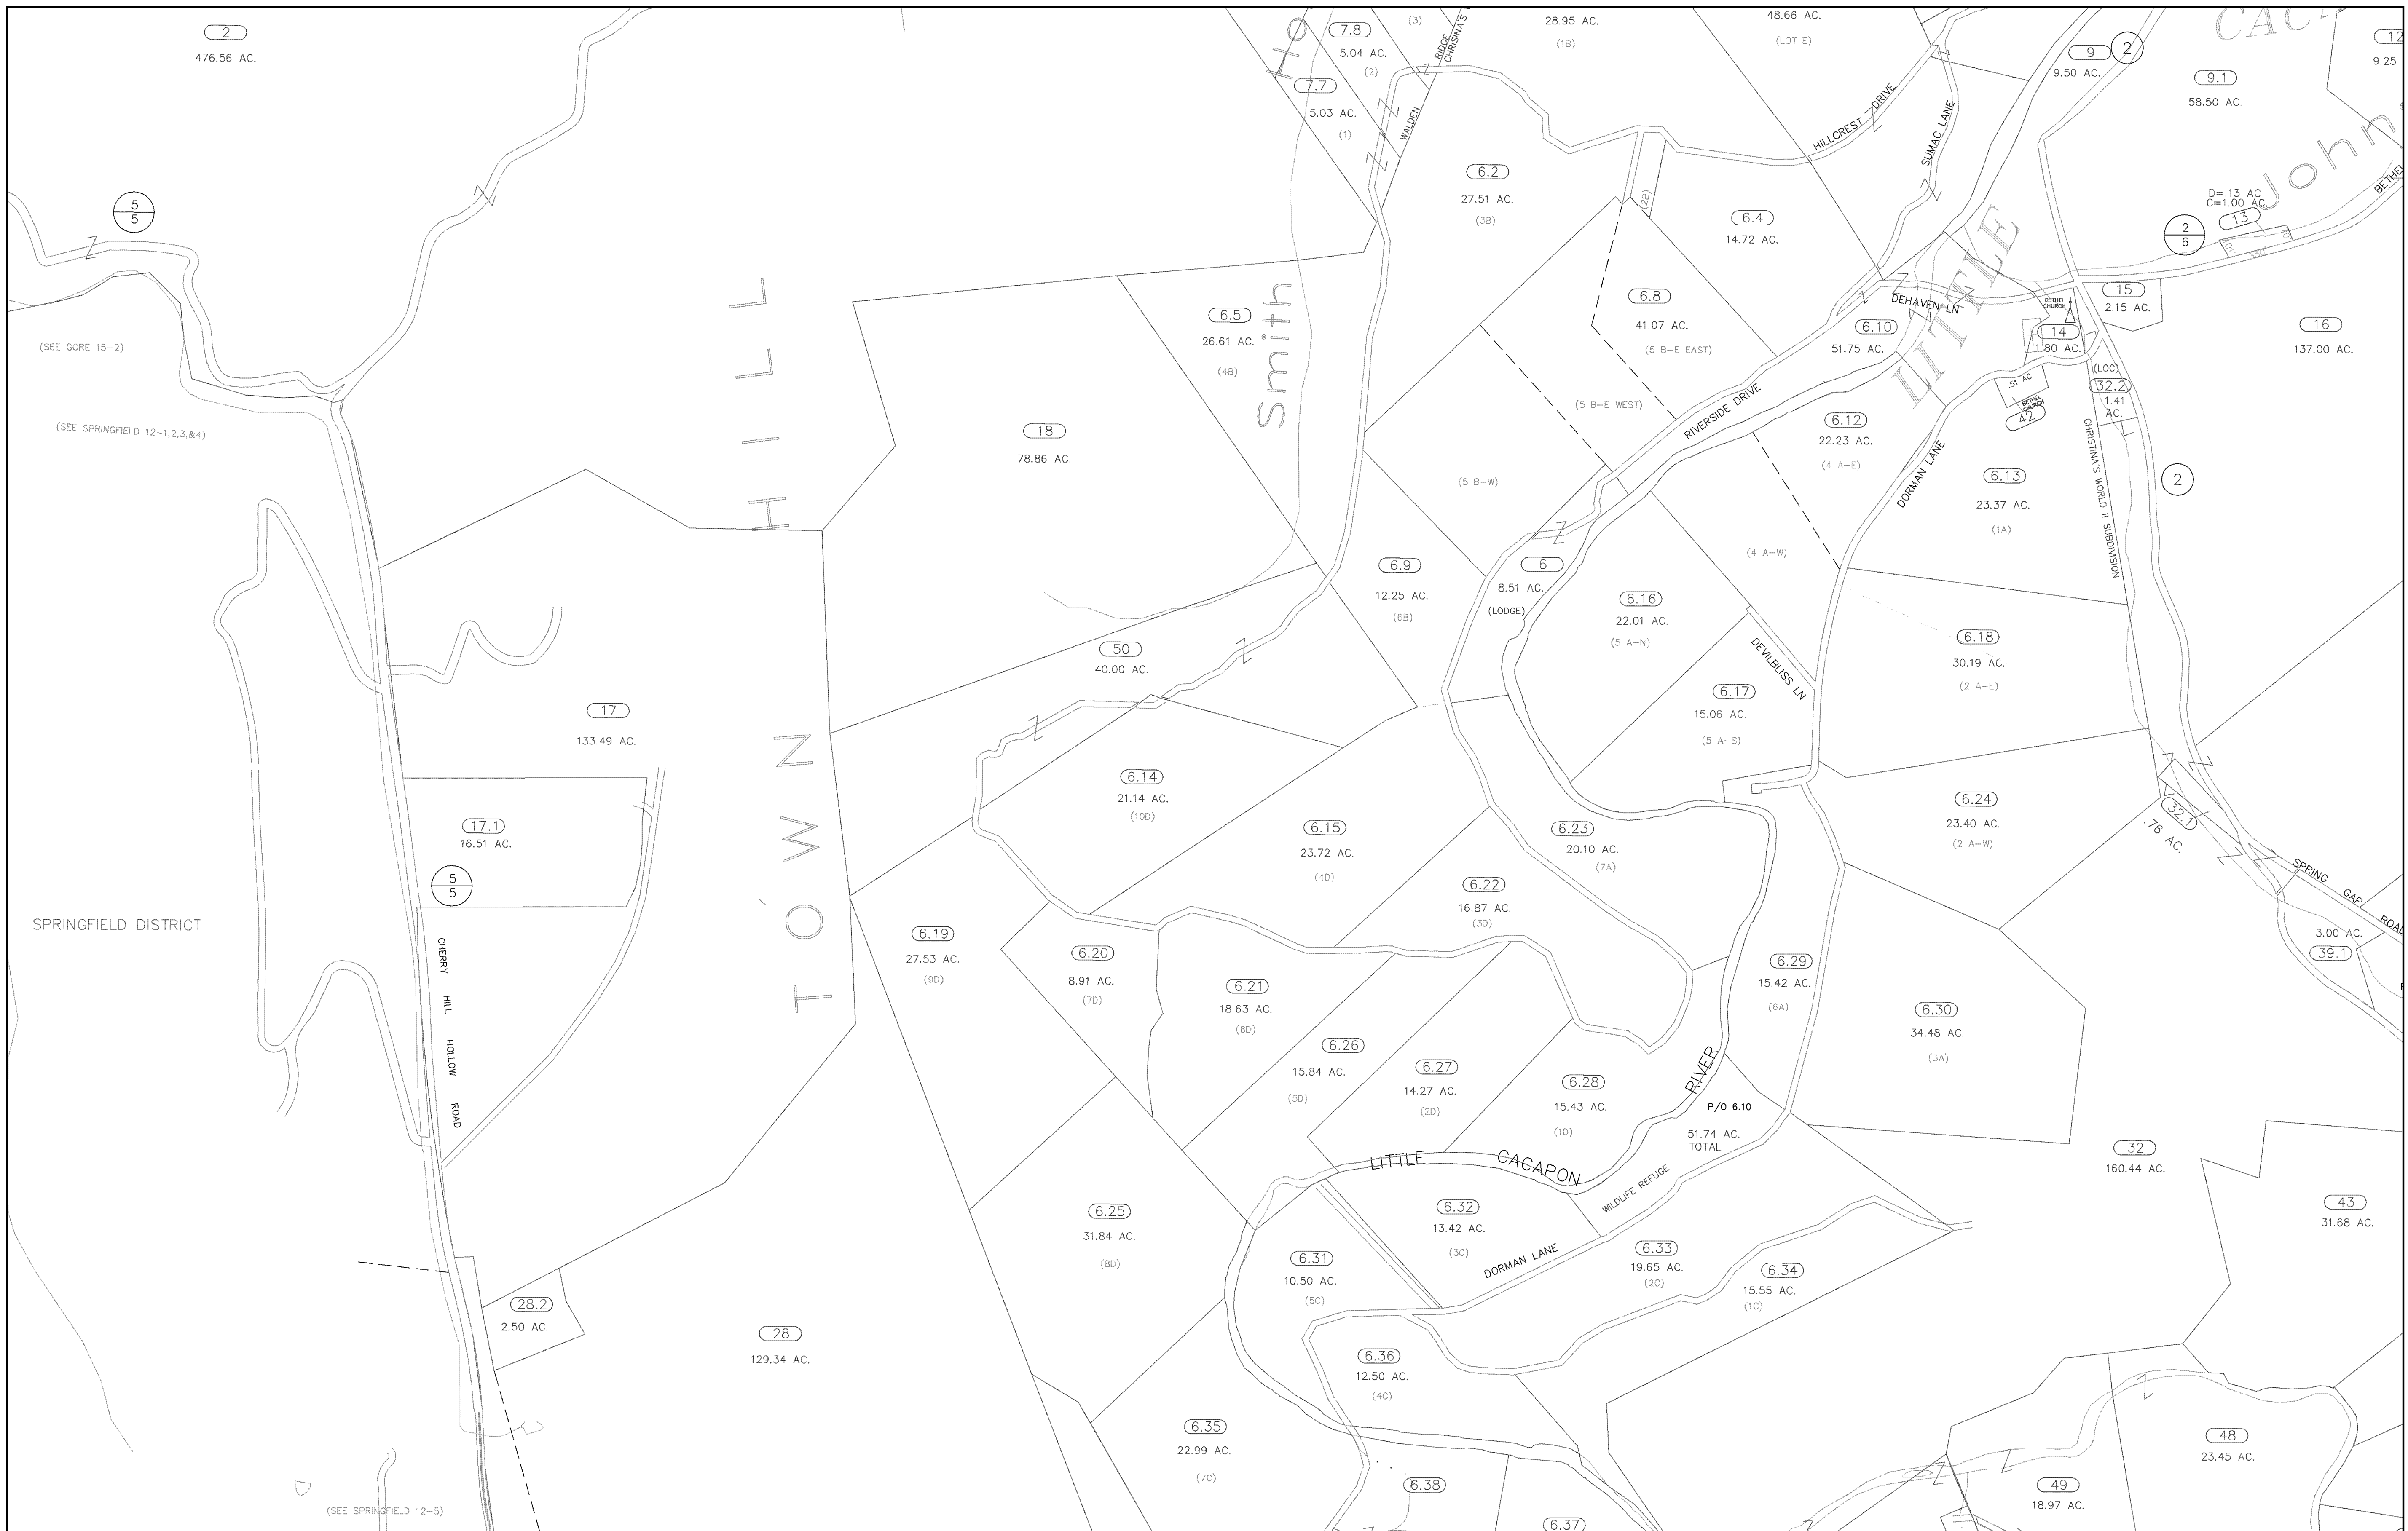 2
476.56 AC.
5
5
(SEE GORE 15-2)
(SEE SPRINGFIELD 12-1,2,3,&4)
7.8
5.04 AC.
(2)
(3)
7.7
5.03 AC.
(1)
RIDGE
CHRISINA'S
WALDEN
28.95 AC.
(1B)
48.66 AC.
(LOT E)
HILLCREST DRIVE
SUMAC LANE
9
9.50 AC.
2
9.1
58.50 AC.
9.25
John
D=.13 AC
C=1.00 AC.
13
150
2
6
6.2
27.51 AC.
(3B)
(2B)
6.4
14.72 AC.
6.5
26.61 AC.
(4B)
Smith
6.8
41.07 AC.
(5 B-E EAST)
(5 B-E WEST)
RIVERSIDE DRIVE
DEHAVEN LN
LITTLE
6.10
51.75 AC.
BETHEL
CHURCH
14
1.80 AC.
15
2.15 AC.
16
137.00 AC.
.51 AC.
BETHEL
CHURCH
42
(LOC)
32.2
1.41
AC.
CHRISTINA'S WORLD II SUBDIVISION
2
18
78.86 AC.
(5 B-W)
6.12
22.23 AC.
(4 A-E)
DORMAN LANE
6.13
23.37 AC.
(1A)
(4 A-W)
6.9
12.25 AC.
(6B)
6
8.51 AC.
(LODGE)
6.16
22.01 AC.
(5 A-N)
DEVILBLISS LN
6.17
15.06 AC.
(5 A-S)
6.18
30.19 AC.
(2 A-E)
50
40.00 AC.
TOWN HILL
17
133.49 AC.
17.1
16.51 AC.
5
5
6.14
21.14 AC.
(10D)
6.15
23.72 AC.
(4D)
6.23
20.10 AC.
(7A)
6.24
23.40 AC.
(2 A-W)
32.1
.76 AC.
SPRING GAP ROAD
3.00 AC.
39.1
SPRINGFIELD DISTRICT
CHERRY HILL HOLLOW ROAD
6.22
16.87 AC.
(3D)
6.19
27.53 AC.
(9D)
6.20
8.91 AC.
(7D)
6.21
18.63 AC.
(6D)
6.26
15.84 AC.
(5D)
6.27
14.27 AC.
(2D)
6.28
15.43 AC.
(1D)
6.29
15.42 AC.
(6A)
6.30
34.48 AC.
(3A)
P/O 6.10
51.74 AC.
TOTAL
LITTLE CACAPON RIVER
WILDLIFE REFUGE
32
160.44 AC.
43
31.68 AC.
6.25
31.84 AC.
(8D)
6.31
10.50 AC.
(5C)
6.32
13.42 AC.
(3C)
DORMAN LANE
6.33
19.65 AC.
(2C)
6.34
15.55 AC.
(1C)
28.2
2.50 AC.
28
129.34 AC.
6.36
12.50 AC.
(4C)
6.35
22.99 AC.
(7C)
6.38
6.37
48
23.45 AC.
49
18.97 AC.
(SEE SPRINGFIELD 12-5)